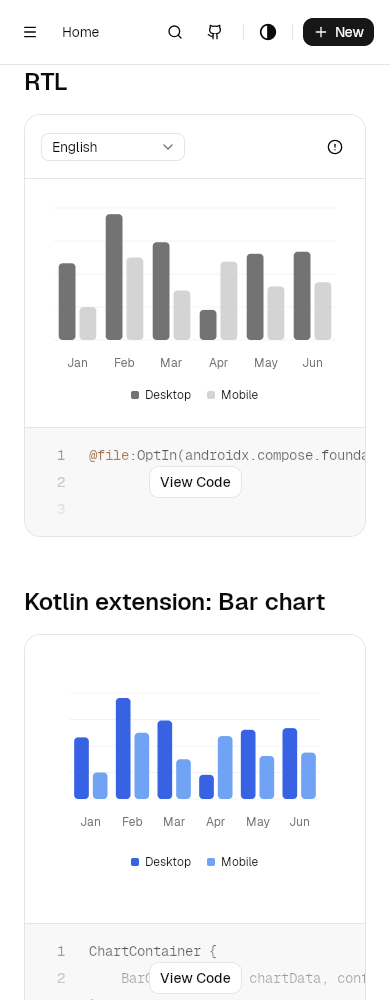 Home
New
RTL
English
Jan Feb Mar Apr May Jun
Desktop Mobile
1 @file:OptIn(androidx.compose.founda
2
View Code
3
Kotlin extension: Bar chart
Jan Feb Mar Apr May Jun
Desktop Mobile
1 ChartContainer {
2 chartData, cont
View Code